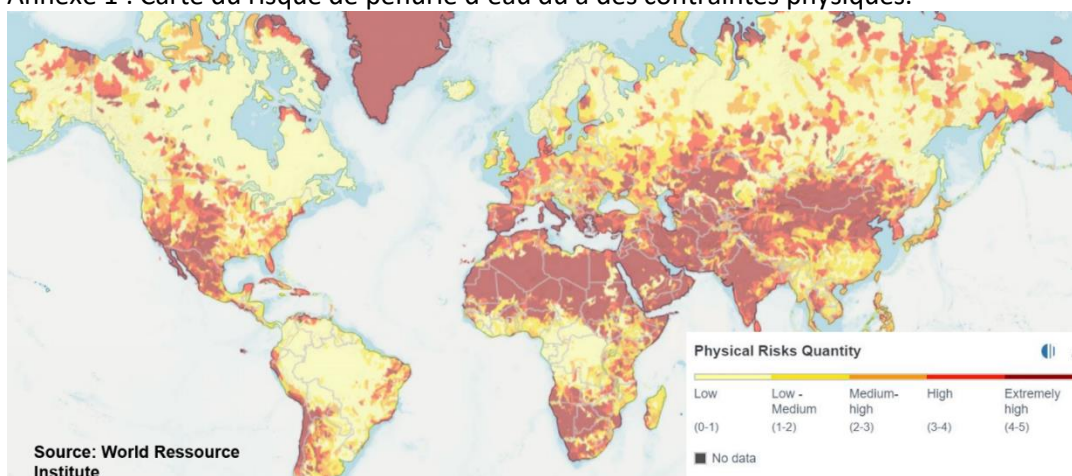 Annexe 1 : Carte du risque de pénurie d'eau dû à des contraintes physiques.
Physical Risks Quantity
Low
Low - Medium
Medium-high
High
Extremely high
(0-1)
(1-2)
(2-3)
(3-4)
(4-5)
No data
Source: World Ressource
Institute